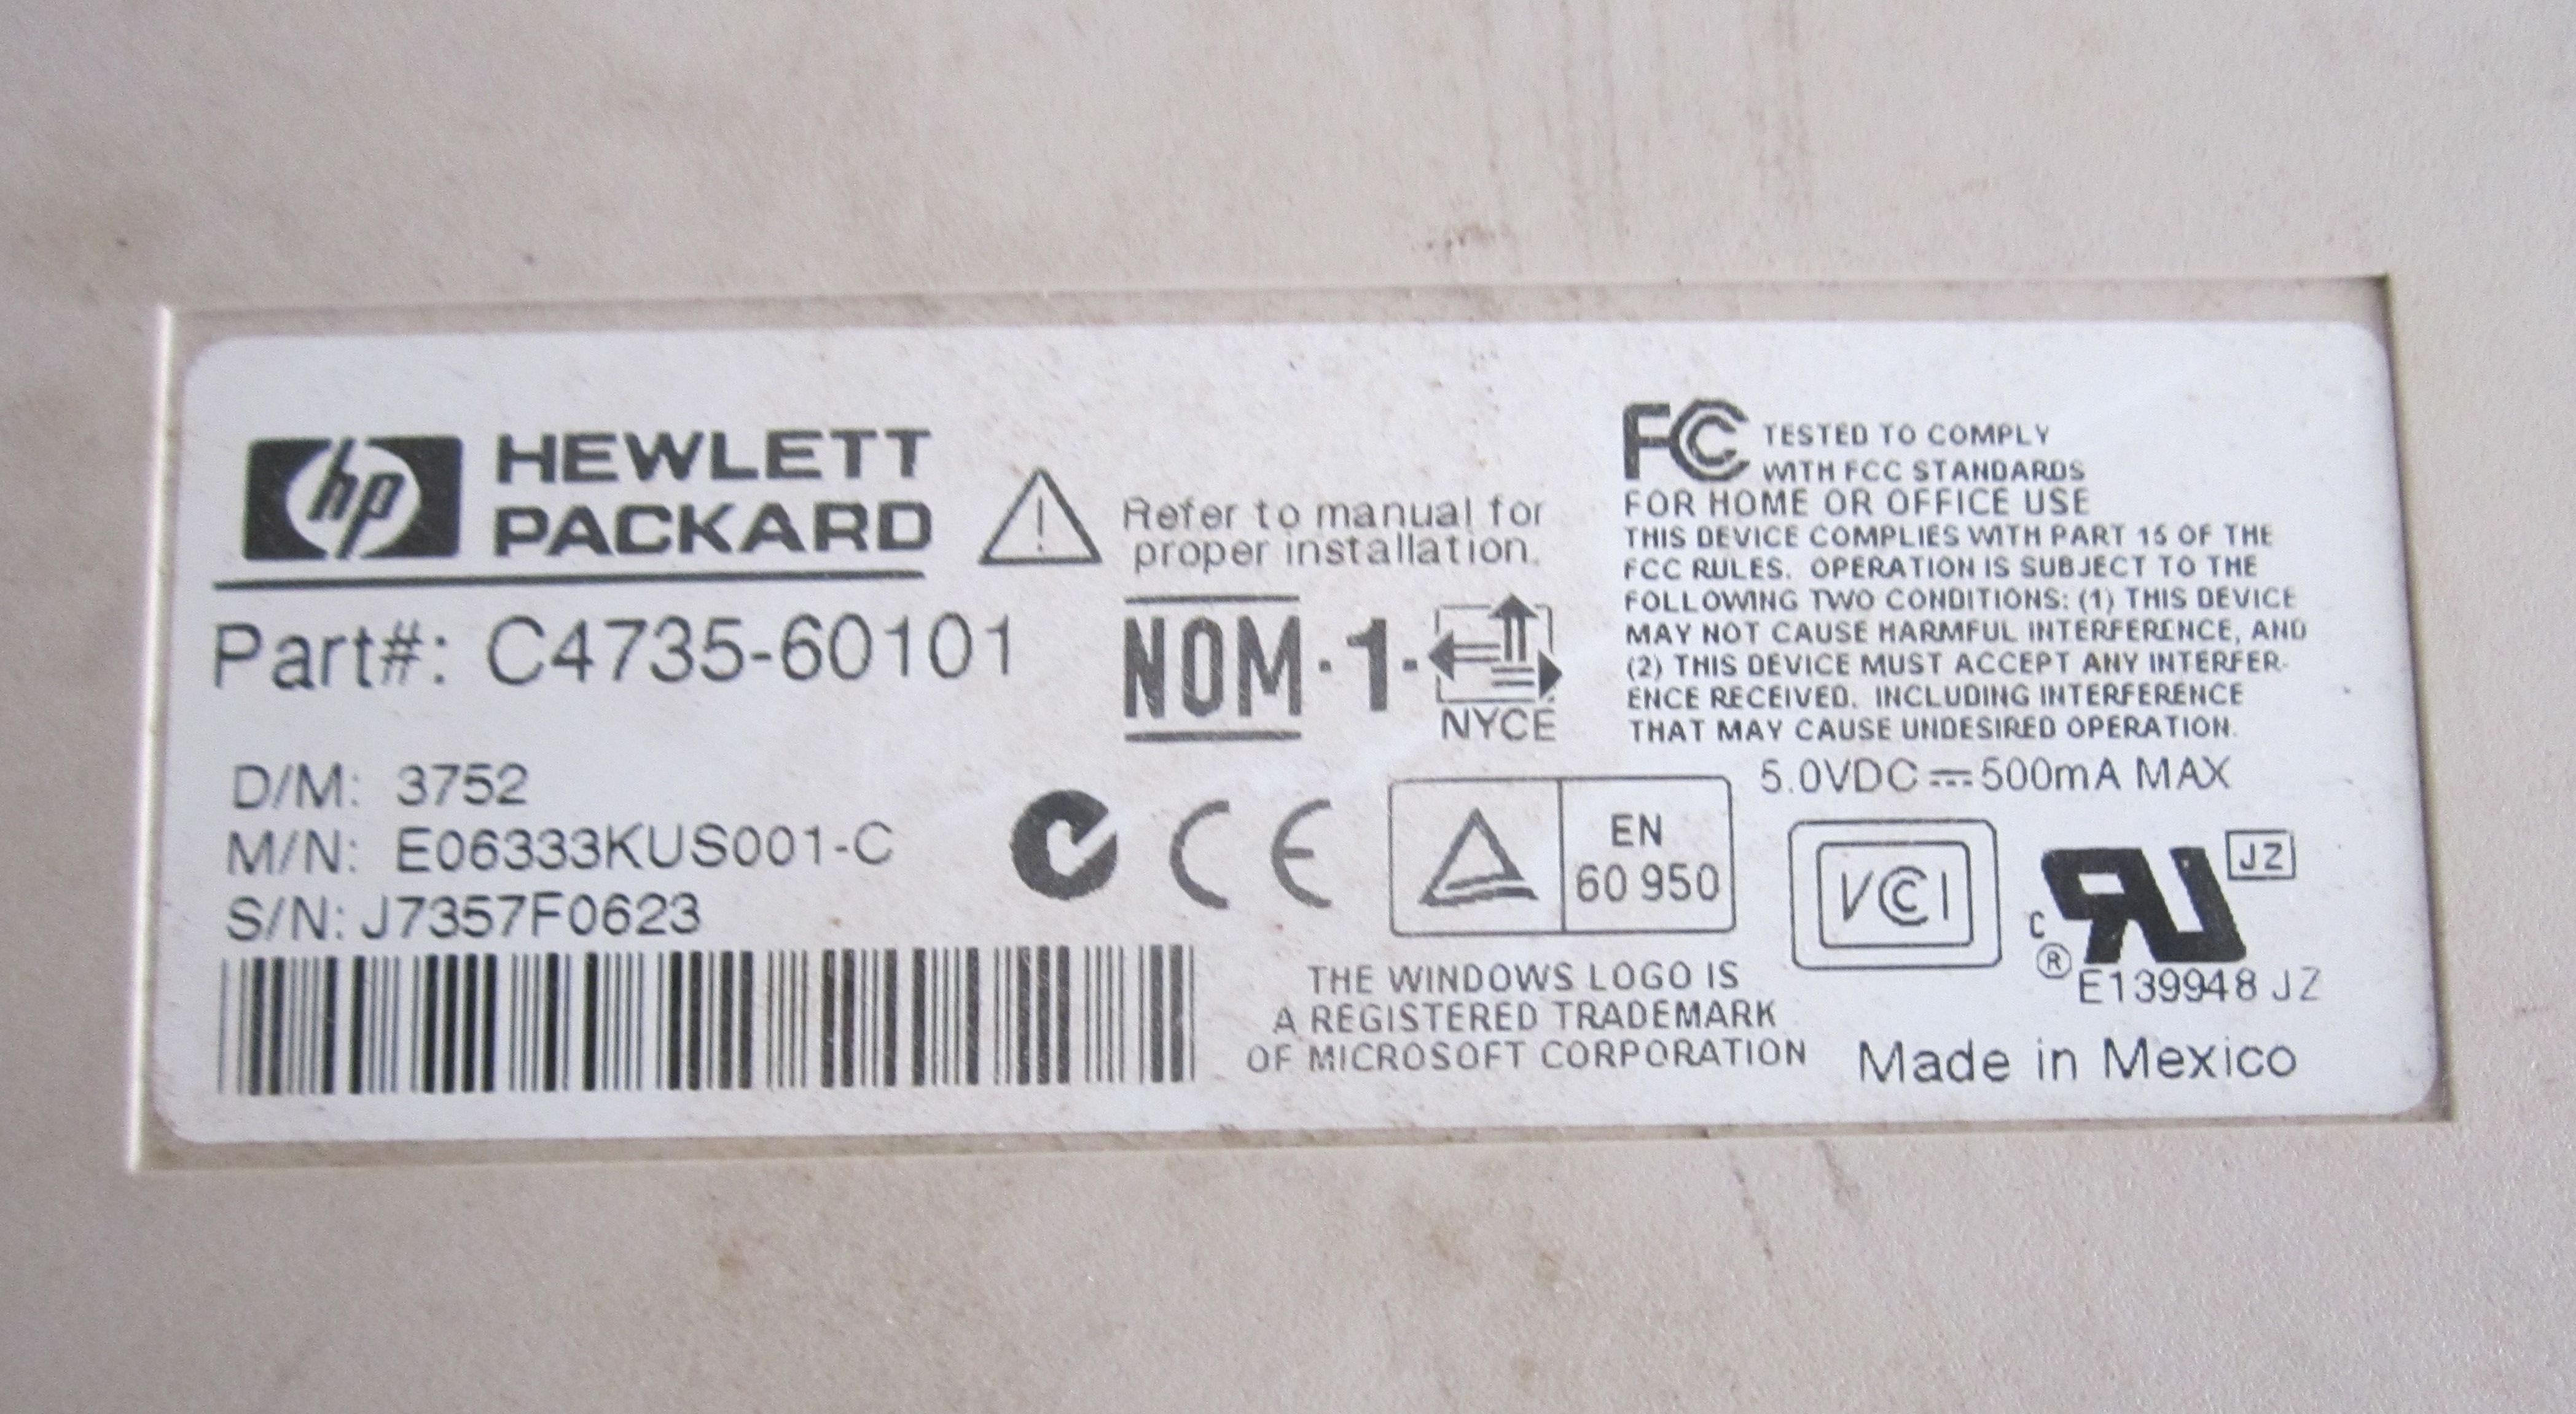 hp HEWLETT
PACKARD
Part#: C4735-60101
D/M: 3752
M/N: E06333KUS001-C
S/N: J7357F0623
Refer to manual for
proper installation.
NOM·1·
NYCE
FC TESTED TO COMPLY
WITH FCC STANDARDS
FOR HOME OR OFFICE USE
THIS DEVICE COMPLIES WITH PART 15 OF THE
FCC RULES. OPERATION IS SUBJECT TO THE
FOLLOWING TWO CONDITIONS: (1) THIS DEVICE
MAY NOT CAUSE HARMFUL INTERFERENCE, AND
(2) THIS DEVICE MUST ACCEPT ANY INTERFER-
ENCE RECEIVED. INCLUDING INTERFERENCE
THAT MAY CAUSE UNDESIRED OPERATION.
5.0VDC ⎓ 500mA MAX
CE
EN
60 950
VCCI
c RU ® JZ
E139948 JZ
THE WINDOWS LOGO IS
A REGISTERED TRADEMARK
OF MICROSOFT CORPORATION
Made in Mexico